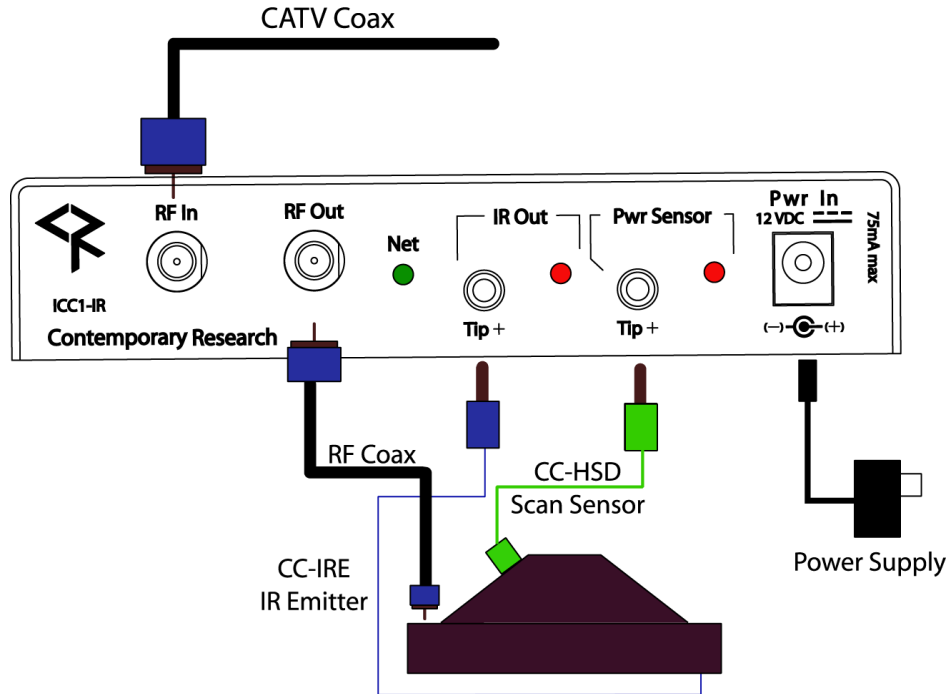 CATV Coax
RF In
RF Out
Net
IR Out
Pwr Sensor
Pwr In
12 VDC
75mA max
ICC1-IR
Tip +
Tip +
(−) (+)
Contemporary Research
RF Coax
CC-HSD
Scan Sensor
CC-IRE
IR Emitter
Power Supply